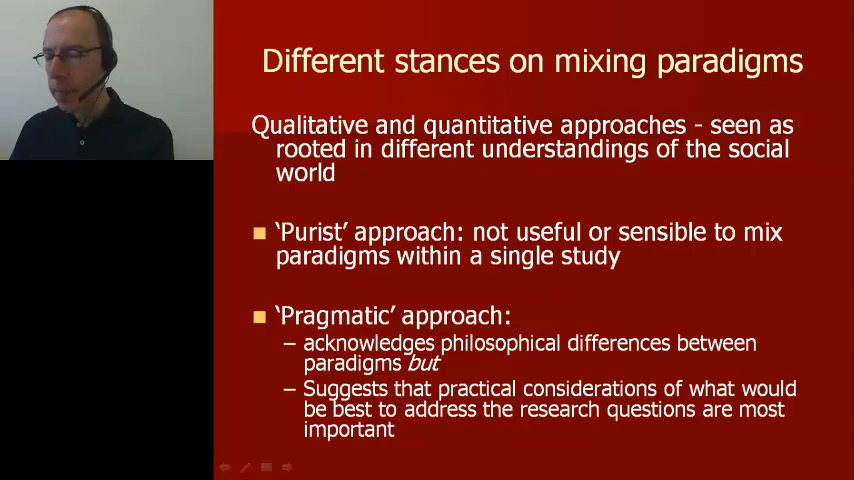 Different stances on mixing paradigms
Qualitative and quantitative approaches - seen as
rooted in different understandings of the social
world
‘Purist’ approach: not useful or sensible to mix
paradigms within a single study
‘Pragmatic’ approach:
– acknowledges philosophical differences between
paradigms but
– Suggests that practical considerations of what would
be best to address the research questions are most
important